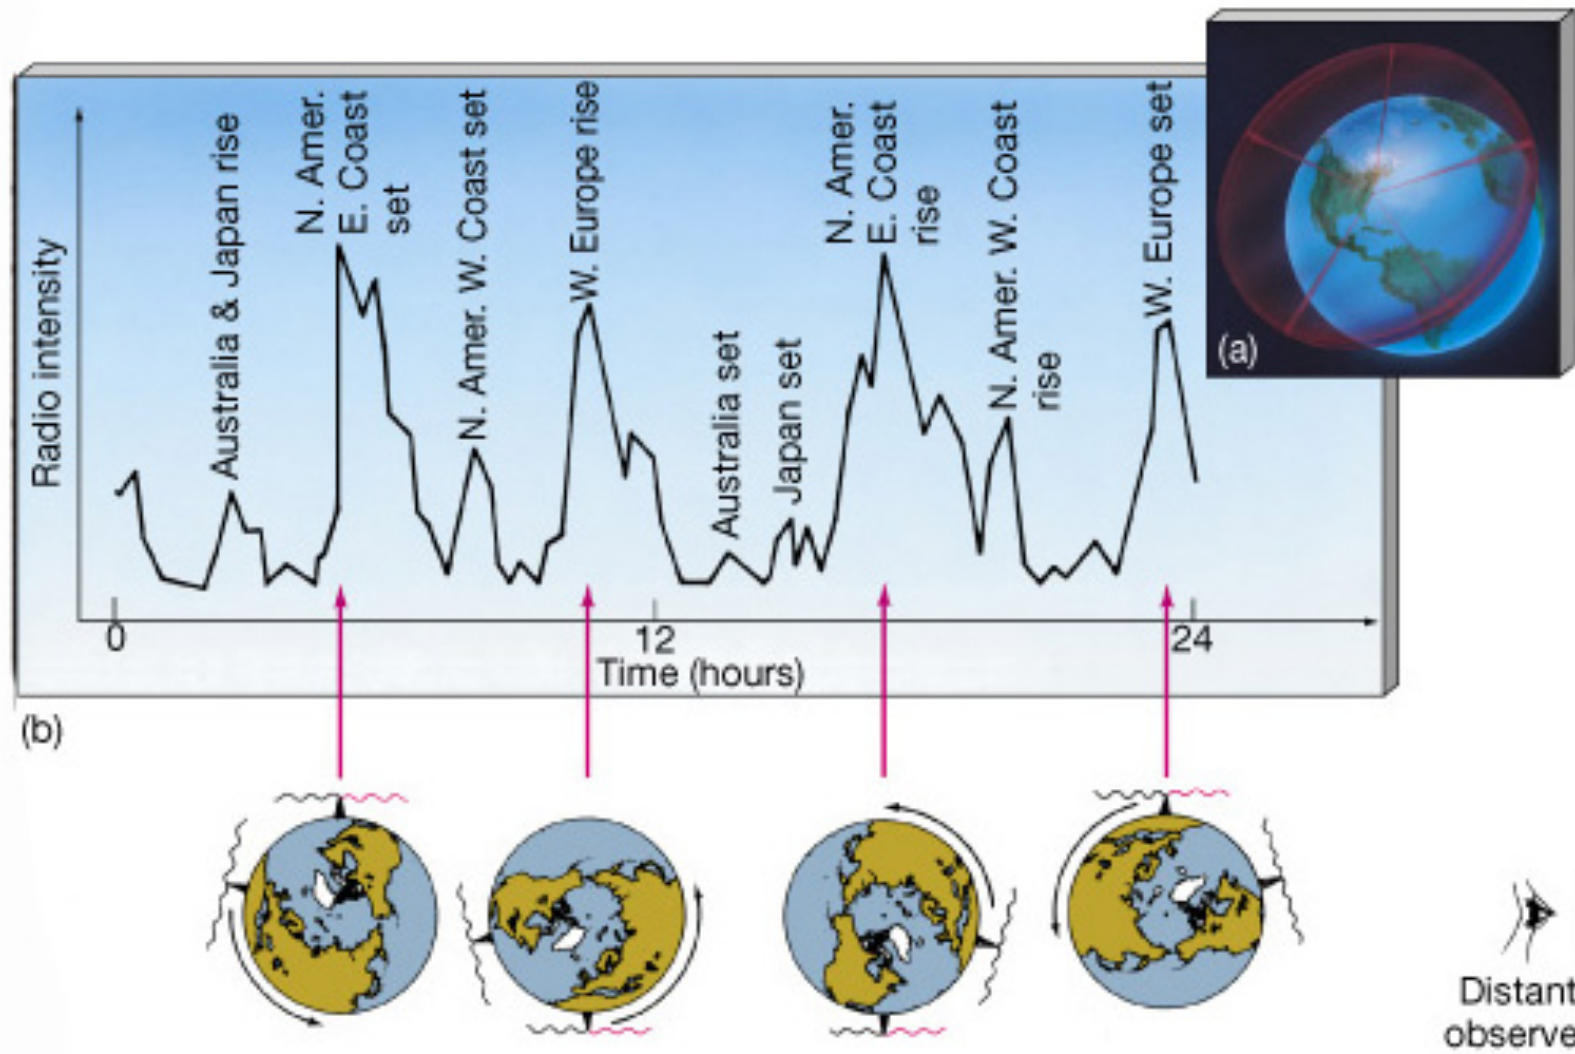 Radio intensity
Australia & Japan rise
N. Amer.
E. Coast
set
N. Amer. W. Coast set
W. Europe rise
Australia set
Japan set
N. Amer.
E. Coast
rise
N. Amer. W. Coast
rise
W. Europe set
(a)
0
12
24
Time (hours)
(b)
Distant
observe